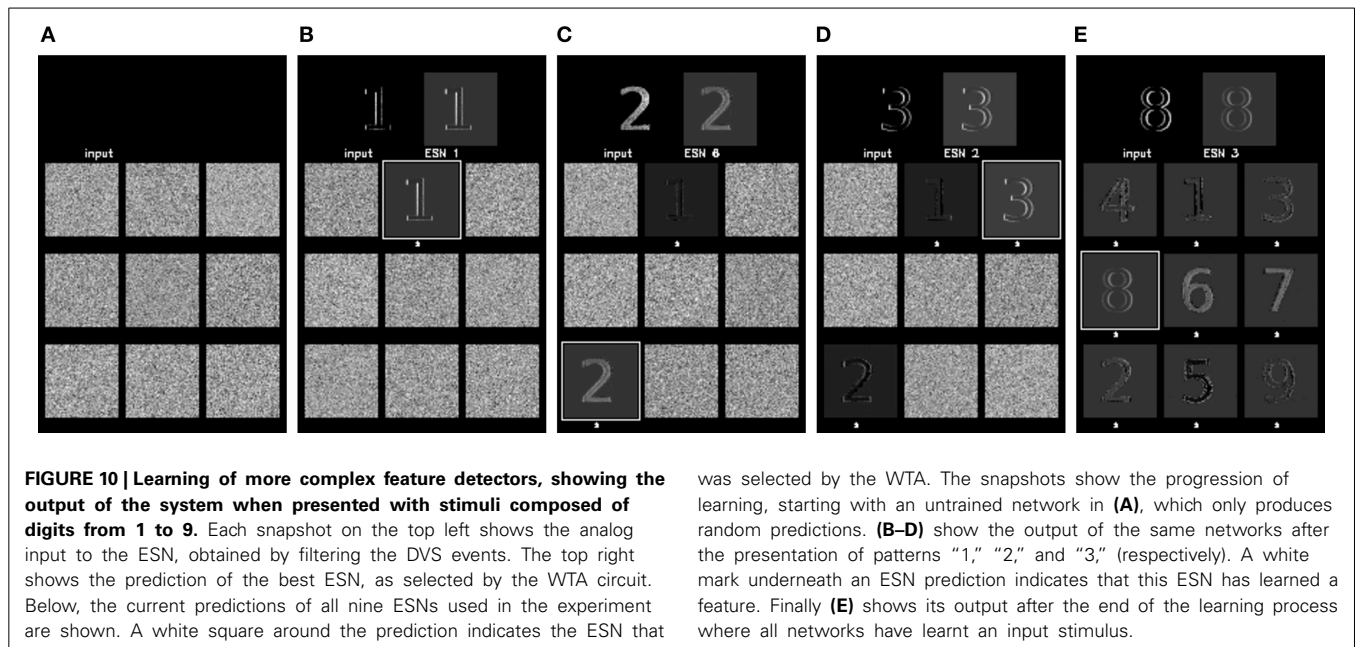 A
B
C
D
E
1 1
2 2
3 3
8 8
input
input ESN 1
input ESN 6
input ESN 2
input ESN 3
1
1
1 3
4 1 3
8 6 7
2
2
2 5 9
FIGURE 10 | Learning of more complex feature detectors, showing the
output of the system when presented with stimuli composed of
digits from 1 to 9. Each snapshot on the top left shows the analog
input to the ESN, obtained by filtering the DVS events. The top right
shows the prediction of the best ESN, as selected by the WTA circuit.
Below, the current predictions of all nine ESNs used in the experiment
are shown. A white square around the prediction indicates the ESN that
was selected by the WTA. The snapshots show the progression of
learning, starting with an untrained network in (A), which only produces
random predictions. (B–D) show the output of the same networks after
the presentation of patterns “1,” “2,” and “3,” (respectively). A white
mark underneath an ESN prediction indicates that this ESN has learned a
feature. Finally (E) shows its output after the end of the learning process
where all networks have learnt an input stimulus.